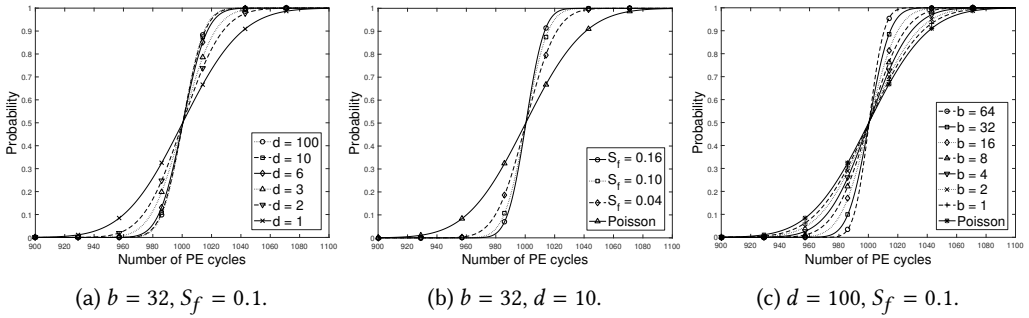 1
0.9
0.8
0.7
0.6
0.5
0.4
0.3
0.2
0.1
0
Probability
900 920 940 960 980 1000 1020 1040 1060 1080 1100
Number of PE cycles
d = 100
d = 10
d = 6
d = 3
d = 2
d = 1
(a) b = 32, S_f = 0.1.
1
0.9
0.8
0.7
0.6
0.5
0.4
0.3
0.2
0.1
0
Probability
900 920 940 960 980 1000 1020 1040 1060 1080 1100
Number of PE cycles
S_f = 0.16
S_f = 0.10
S_f = 0.04
Poisson
(b) b = 32, d = 10.
1
0.9
0.8
0.7
0.6
0.5
0.4
0.3
0.2
0.1
0
Probability
900 920 940 960 980 1000 1020 1040 1060 1080 1100
Number of PE cycles
b = 64
b = 32
b = 16
b = 8
b = 4
b = 2
b = 1
Poisson
(c) d = 100, S_f = 0.1.